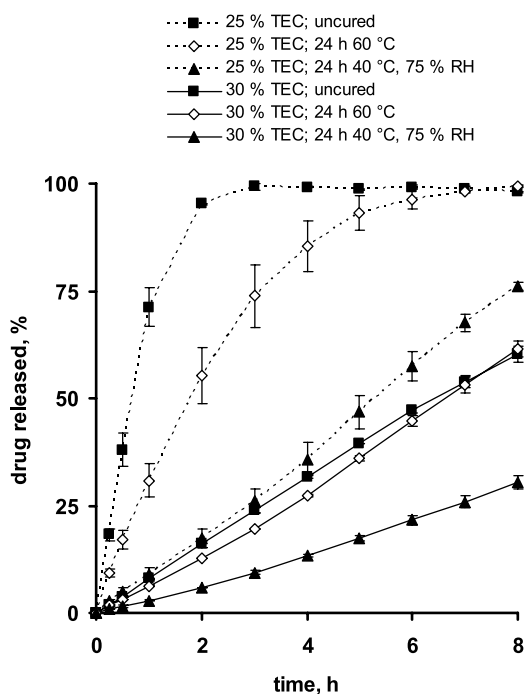 25 % TEC; uncured
25 % TEC; 24 h 60 °C
25 % TEC; 24 h 40 °C, 75 % RH
30 % TEC; uncured
30 % TEC; 24 h 60 °C
30 % TEC; 24 h 40 °C, 75 % RH
100
75
50
25
0
drug released, %
0 2 4 6 8
time, h